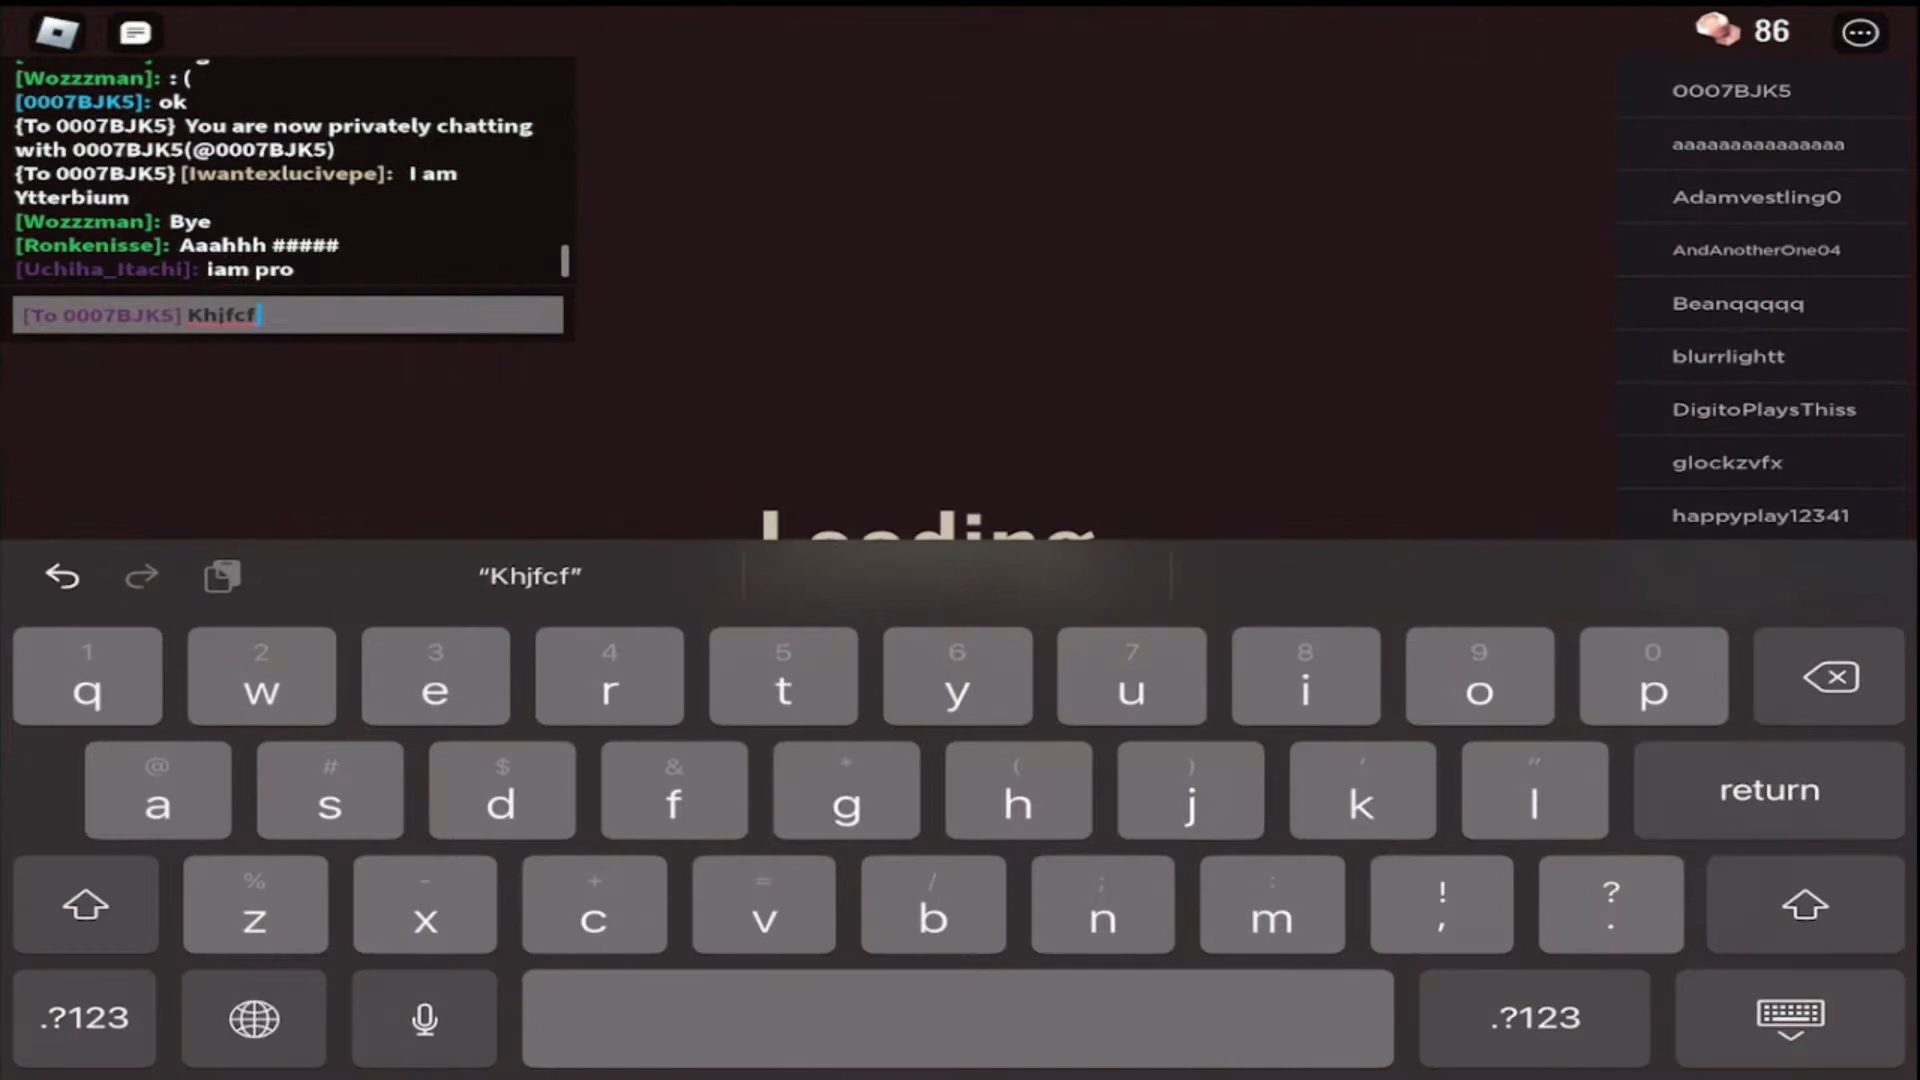 86
[Wozzzman]: : (
[0007BJK5]: ok
{To 0007BJK5} You are now privately chatting
with 0007BJK5(@0007BJK5)
{To 0007BJK5} [Iwantexlucivepe]: I am
Ytterbium
[Wozzzman]: Bye
[Ronkenisse]: Aaahhh #####
[Uchiha_Itachi]: iam pro
[To 0007BJK5] Khjfcf
0007BJK5
aaaaaaaaaaaaaaa
Adamvestling0
AndAnotherOne04
Beanqqqqq
blurrlightt
DigitoPlaysThiss
glockzvfx
happyplay12341
Loading
“Khjfcf”
1 2 3 4 5 6 7 8 9 0
q w e r t y u i o p
@ # $ & * ( ) ' "
a s d f g h j k l return
% - + = / ; : ! ?
z x c v b n m , .
.?123 .?123